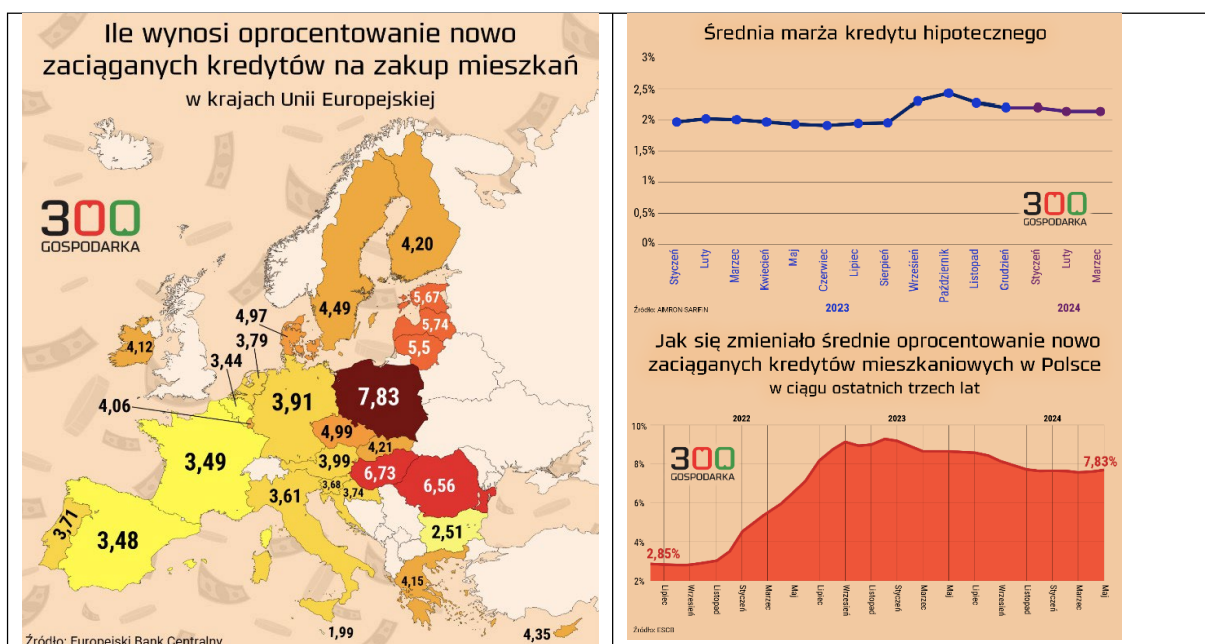 Ile wynosi oprocentowanie nowo
zaciąganych kredytów na zakup mieszkań
w krajach Unii Europejskiej
300
GOSPODARKA
4,20
4,49
5,67
5,74
5,5
4,97
3,79
3,44
4,12
4,06
3,91
7,83
4,99
4,21
3,49
3,99
6,73
6,56
3,68
3,74
3,61
2,51
3,71
3,48
4,15
1,99
4,35
Źródło: Europejski Bank Centralny
Średnia marża kredytu hipotecznego
3%
2,5%
2%
1,5%
1%
0,5%
0%
300
GOSPODARKA
Styczeń
Luty
Marzec
Kwiecień
Maj
Czerwiec
Lipiec
Sierpień
Wrzesień
Październik
Listopad
Grudzień
Styczeń
Luty
Marzec
2023
2024
Źródło: AMRON SARFiN
Jak się zmieniało średnie oprocentowanie nowo
zaciąganych kredytów mieszkaniowych w Polsce
w ciągu ostatnich trzech lat
2022
2023
2024
10%
8%
6%
4%
2%
300
GOSPODARKA
7,83%
2,85%
Lipiec
Wrzesień
Listopad
Styczeń
Marzec
Maj
Lipiec
Wrzesień
Listopad
Styczeń
Marzec
Maj
Lipiec
Wrzesień
Listopad
Styczeń
Marzec
Maj
Źródło: ESCB